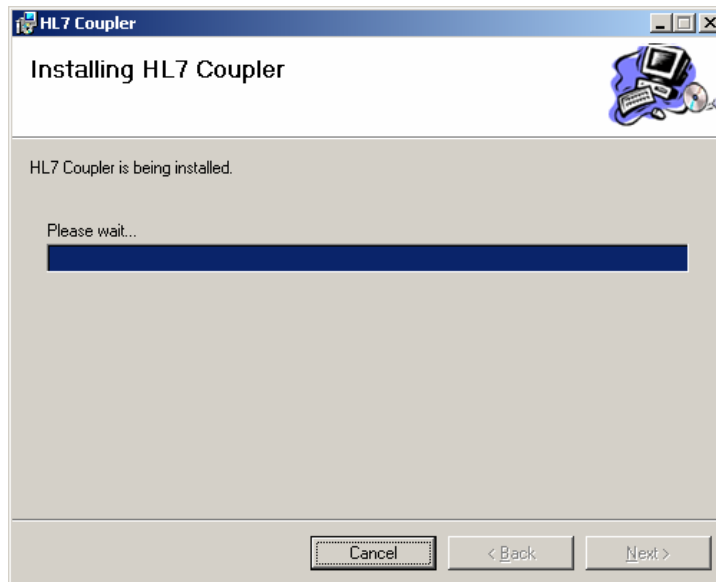 HL7 Coupler
Installing HL7 Coupler
HL7 Coupler is being installed.
Please wait...
Cancel
< Back
Next >